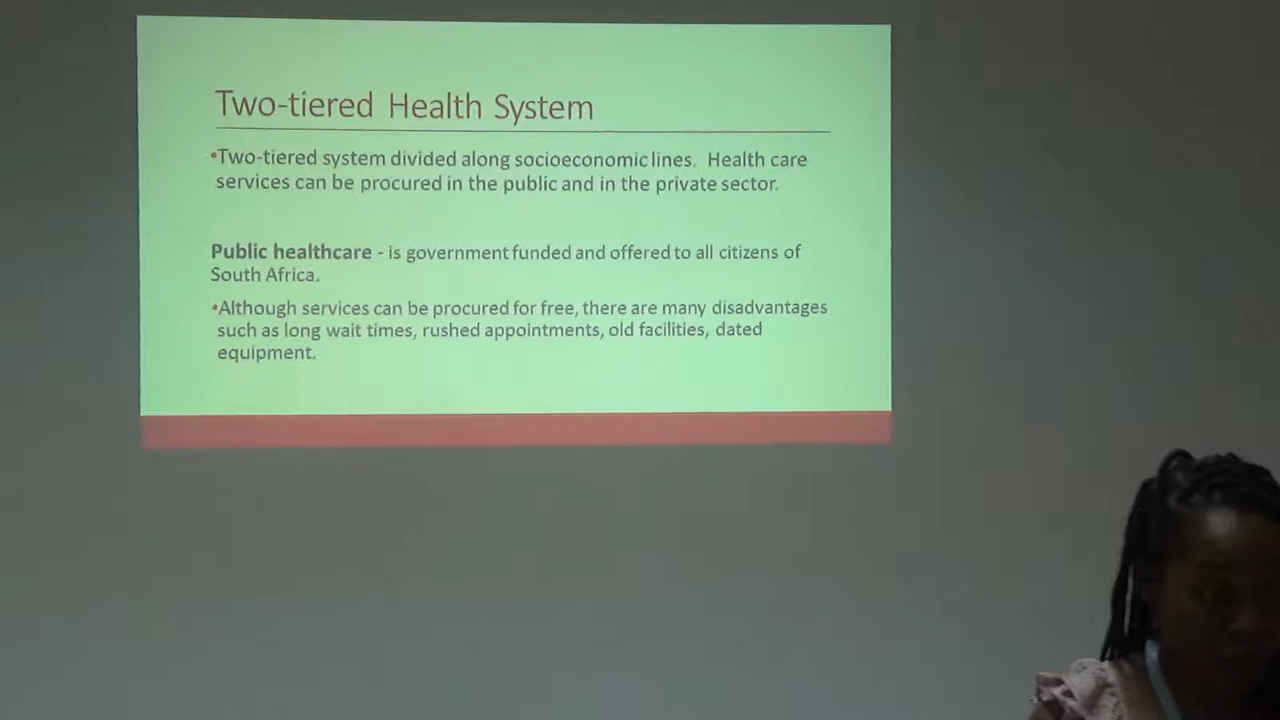 Two-tiered Health System
•Two-tiered system divided along socioeconomic lines. Health care
services can be procured in the public and in the private sector.
Public healthcare - is government funded and offered to all citizens of
South Africa.
•Although services can be procured for free, there are many disadvantages
such as long wait times, rushed appointments, old facilities, dated
equipment.